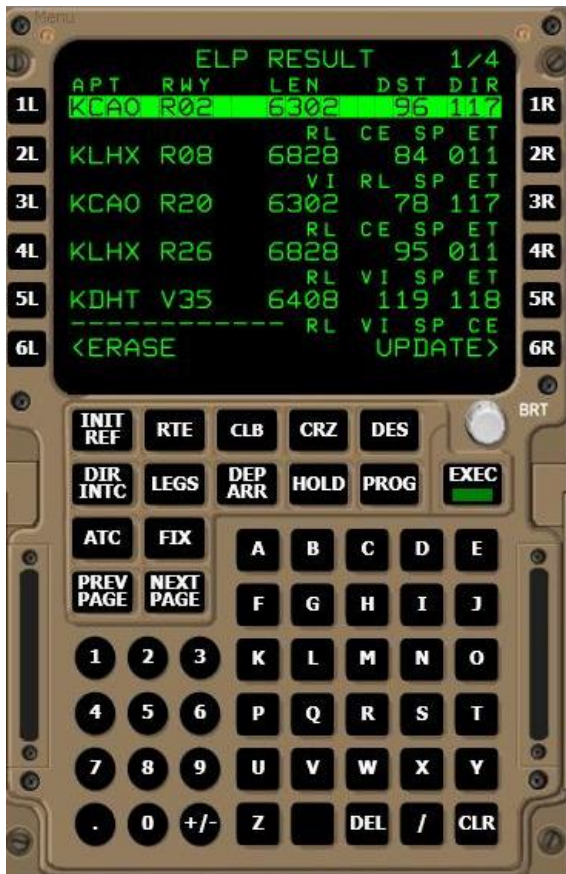 Menu
ELP RESULT 1/4
APT RWY LEN DST DIR
1L KCAO R02 6302 96 117 1R
RL CE SP ET
2L KLHX R08 6828 84 011 2R
VI RL SP ET
3L KCAO R20 6302 78 117 3R
RL CE SP ET
4L KLHX R26 6828 95 011 4R
RL VI SP ET
5L KDHT V35 6408 119 118 5R
------------- RL VI SP CE
6L <ERASE UPDATE> 6R
BRT
INIT REF RTE CLB CRZ DES
DIR INTC LEGS DEP ARR HOLD PROG EXEC
ATC FIX A B C D E
PREV PAGE NEXT PAGE F G H I J
1 2 3 K L M N O
4 5 6 P Q R S T
7 8 9 U V W X Y
. 0 +/- Z DEL / CLR